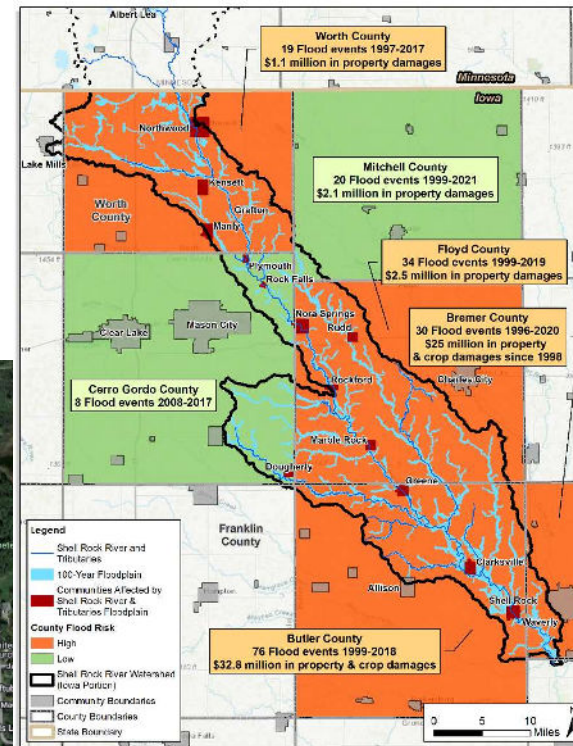 Albert Lea
Worth County
19 Flood events 1997-2017
$1.1 million in property damages
Minnesota
Iowa
Northwood
Lake Mills
Kensett
Worth
County
Grafton
Manly
Mitchell County
20 Flood events 1999-2021
$2.1 million in property damages
Plymouth
Rock Falls
Floyd County
34 Flood events 1999-2019
$2.5 million in property damages
Nora Springs
Rudd
Mason City
Clear Lake
Bremer County
30 Flood events 1996-2020
$25 million in property
& crop damages since 1998
Cerro Gordo County
8 Flood events 2008-2017
Rockford
Charles City
Marble Rock
Dougherty
Greene
Franklin
County
Clarksville
Allison
Shell Rock
Waverly
Butler County
76 Flood events 1999-2018
$32.8 million in property & crop damages
Legend
Shell Rock River and
Tributaries
100-Year Floodplain
Communities Affected by
Shell Rock River &
Tributaries Floodplain
County Flood Risk
High
Low
Shell Rock River Watershed
(Iowa Portion)
Community Boundaries
County Boundaries
State Boundary
0 5 10
Miles
N